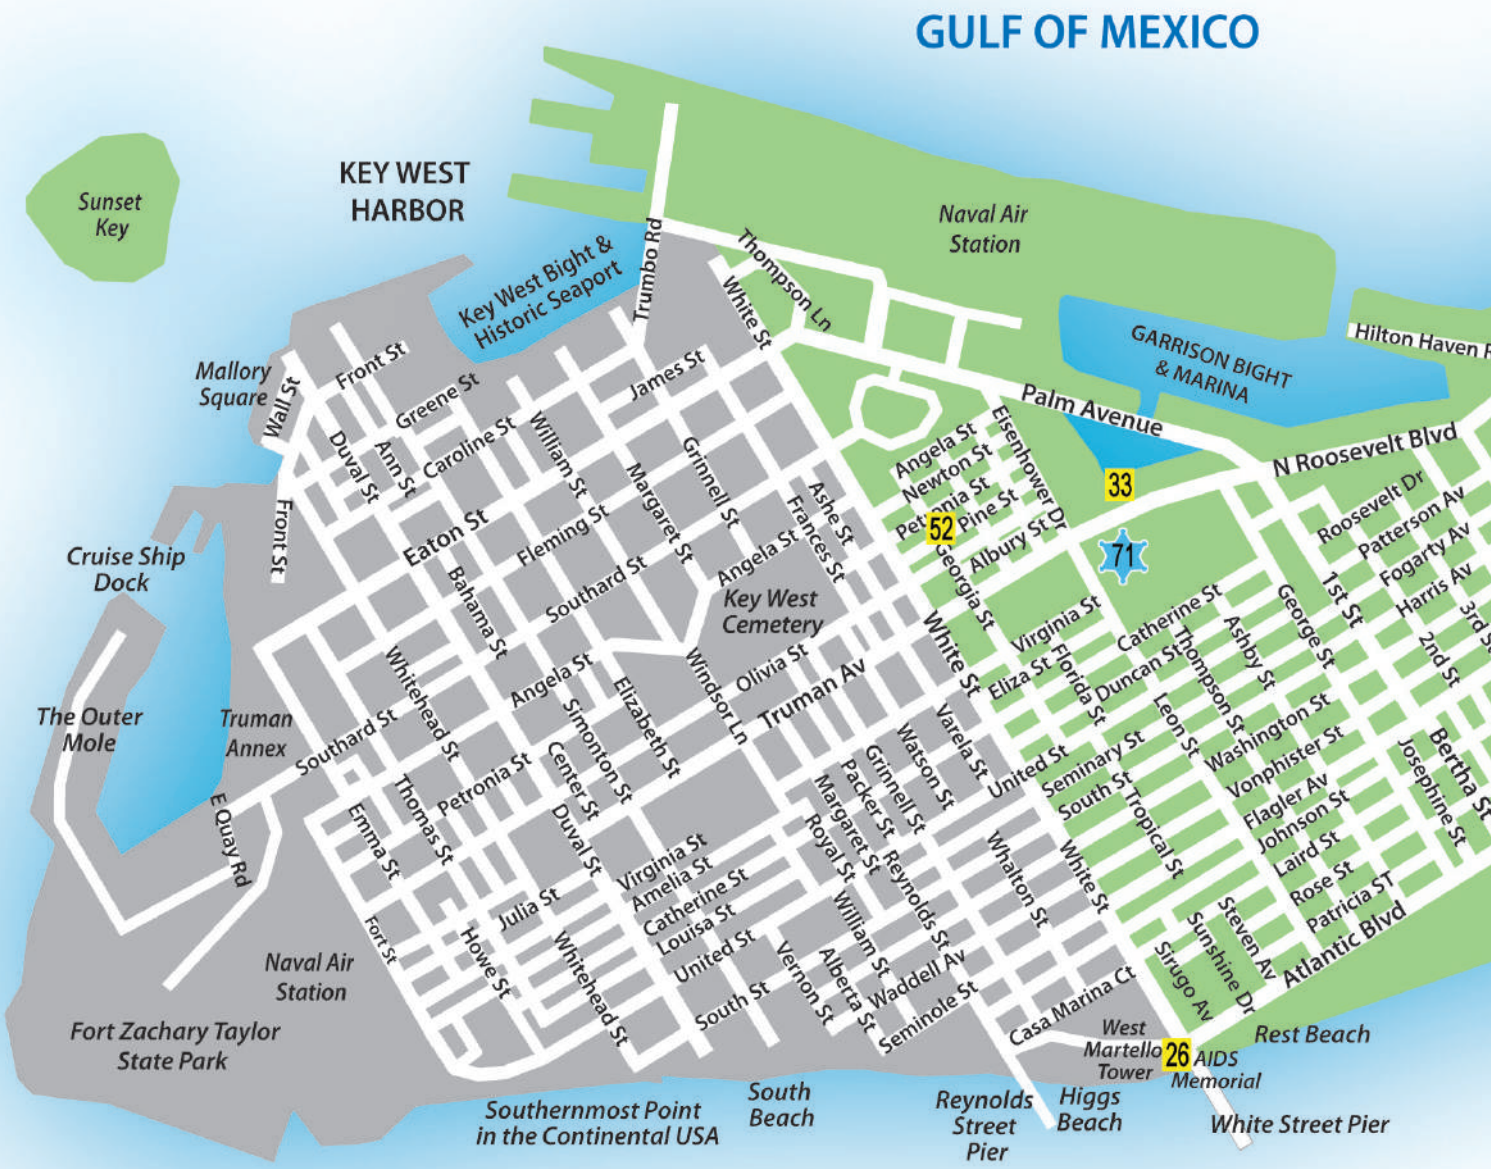 GULF OF MEXICO
KEY WEST
HARBOR
Sunset
Key
Naval Air
Station
Key West Bight &
Historic Seaport
Trumbo Rd
Thompson Ln
White St
GARRISON BIGHT
& MARINA
Hilton Haven R
Mallory
Square
Wall St
Front St
Greene St
James St
Palm Avenue
N Roosevelt Blvd
Duval St
Ann St
Caroline St
William St
Margaret St
Grinnell St
Ashe St
Frances St
Angela St
Newton St
Petronia St
Pine St
Albury St
Eisenhower Dr
33
52
71
Roosevelt Dr
Patterson Av
Fogarty Av
Harris Av
3rd S
Front St
Eaton St
Fleming St
Southard St
Angela St
Key West
Cemetery
Georgia St
Cruise Ship
Dock
Bahama St
White St
Virginia St
Catherine St
George St
1st St
2nd St
Ashby St
Thompson St
Duncan St
Florida St
Eliza St
Leon St
Washington St
Vonphister St
Flagler Av
Johnson St
Laird St
Rose St
Patricia ST
Atlantic Blvd
Josephine St
Bertha St
The Outer
Mole
Truman
Annex
Southard St
Whitehead St
Angela St
Simonton St
Elizabeth St
Windsor Ln
Olivia St
Truman Av
Varela St
Watson St
Grinnell St
Packer St
Margaret St
Royal St
United St
Seminary St
South St
Tropical St
E Quay Rd
Emma St
Thomas St
Petronia St
Center St
Duval St
Virginia St
Amelia St
Catherine St
Louisa St
United St
South St
Julia St
Fort St
Howe St
Whitehead St
Vernon St
Alberta St
William St
Reynolds St
Waddell Av
Seminole St
Whalton St
White St
Casa Marina Ct
Sirugo Av
Sunshine Dr
Steven Av
Naval Air
Station
Fort Zachary Taylor
State Park
West
Martello
Tower
26
AIDS
Memorial
Rest Beach
Southernmost Point
in the Continental USA
South
Beach
Reynolds
Street
Pier
Higgs
Beach
White Street Pier